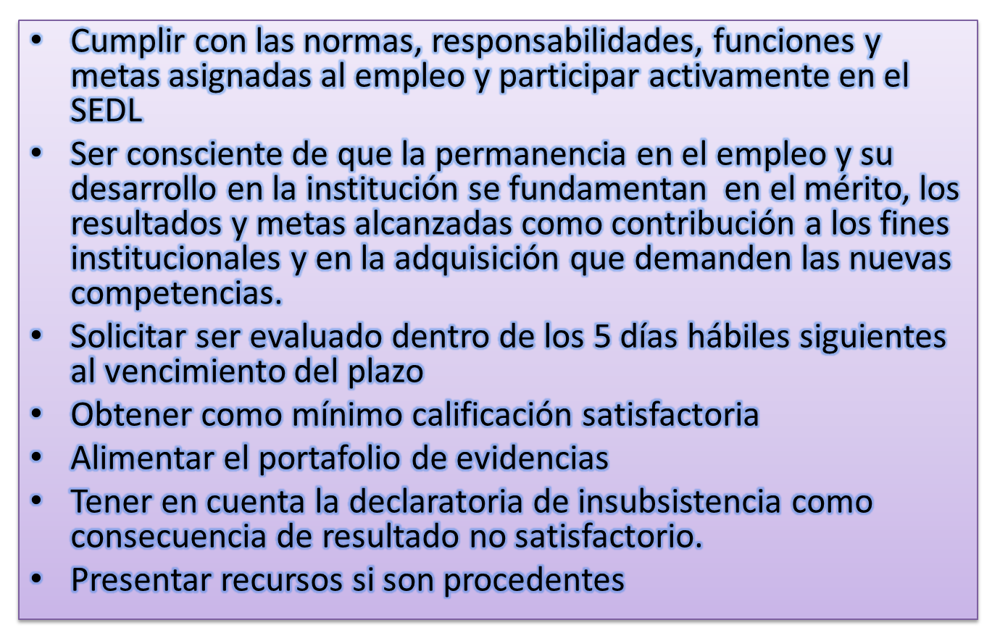 • Cumplir con las normas, responsabilidades, funciones y
metas asignadas al empleo y participar activamente en el
SEDL
• Ser consciente de que la permanencia en el empleo y su
desarrollo en la institución se fundamentan  en el mérito, los
resultados y metas alcanzadas como contribución a los fines
institucionales y en la adquisición que demanden las nuevas
competencias.
• Solicitar ser evaluado dentro de los 5 días hábiles siguientes
al vencimiento del plazo
• Obtener como mínimo calificación satisfactoria
• Alimentar el portafolio de evidencias
• Tener en cuenta la declaratoria de insubsistencia como
consecuencia de resultado no satisfactorio.
• Presentar recursos si son procedentes